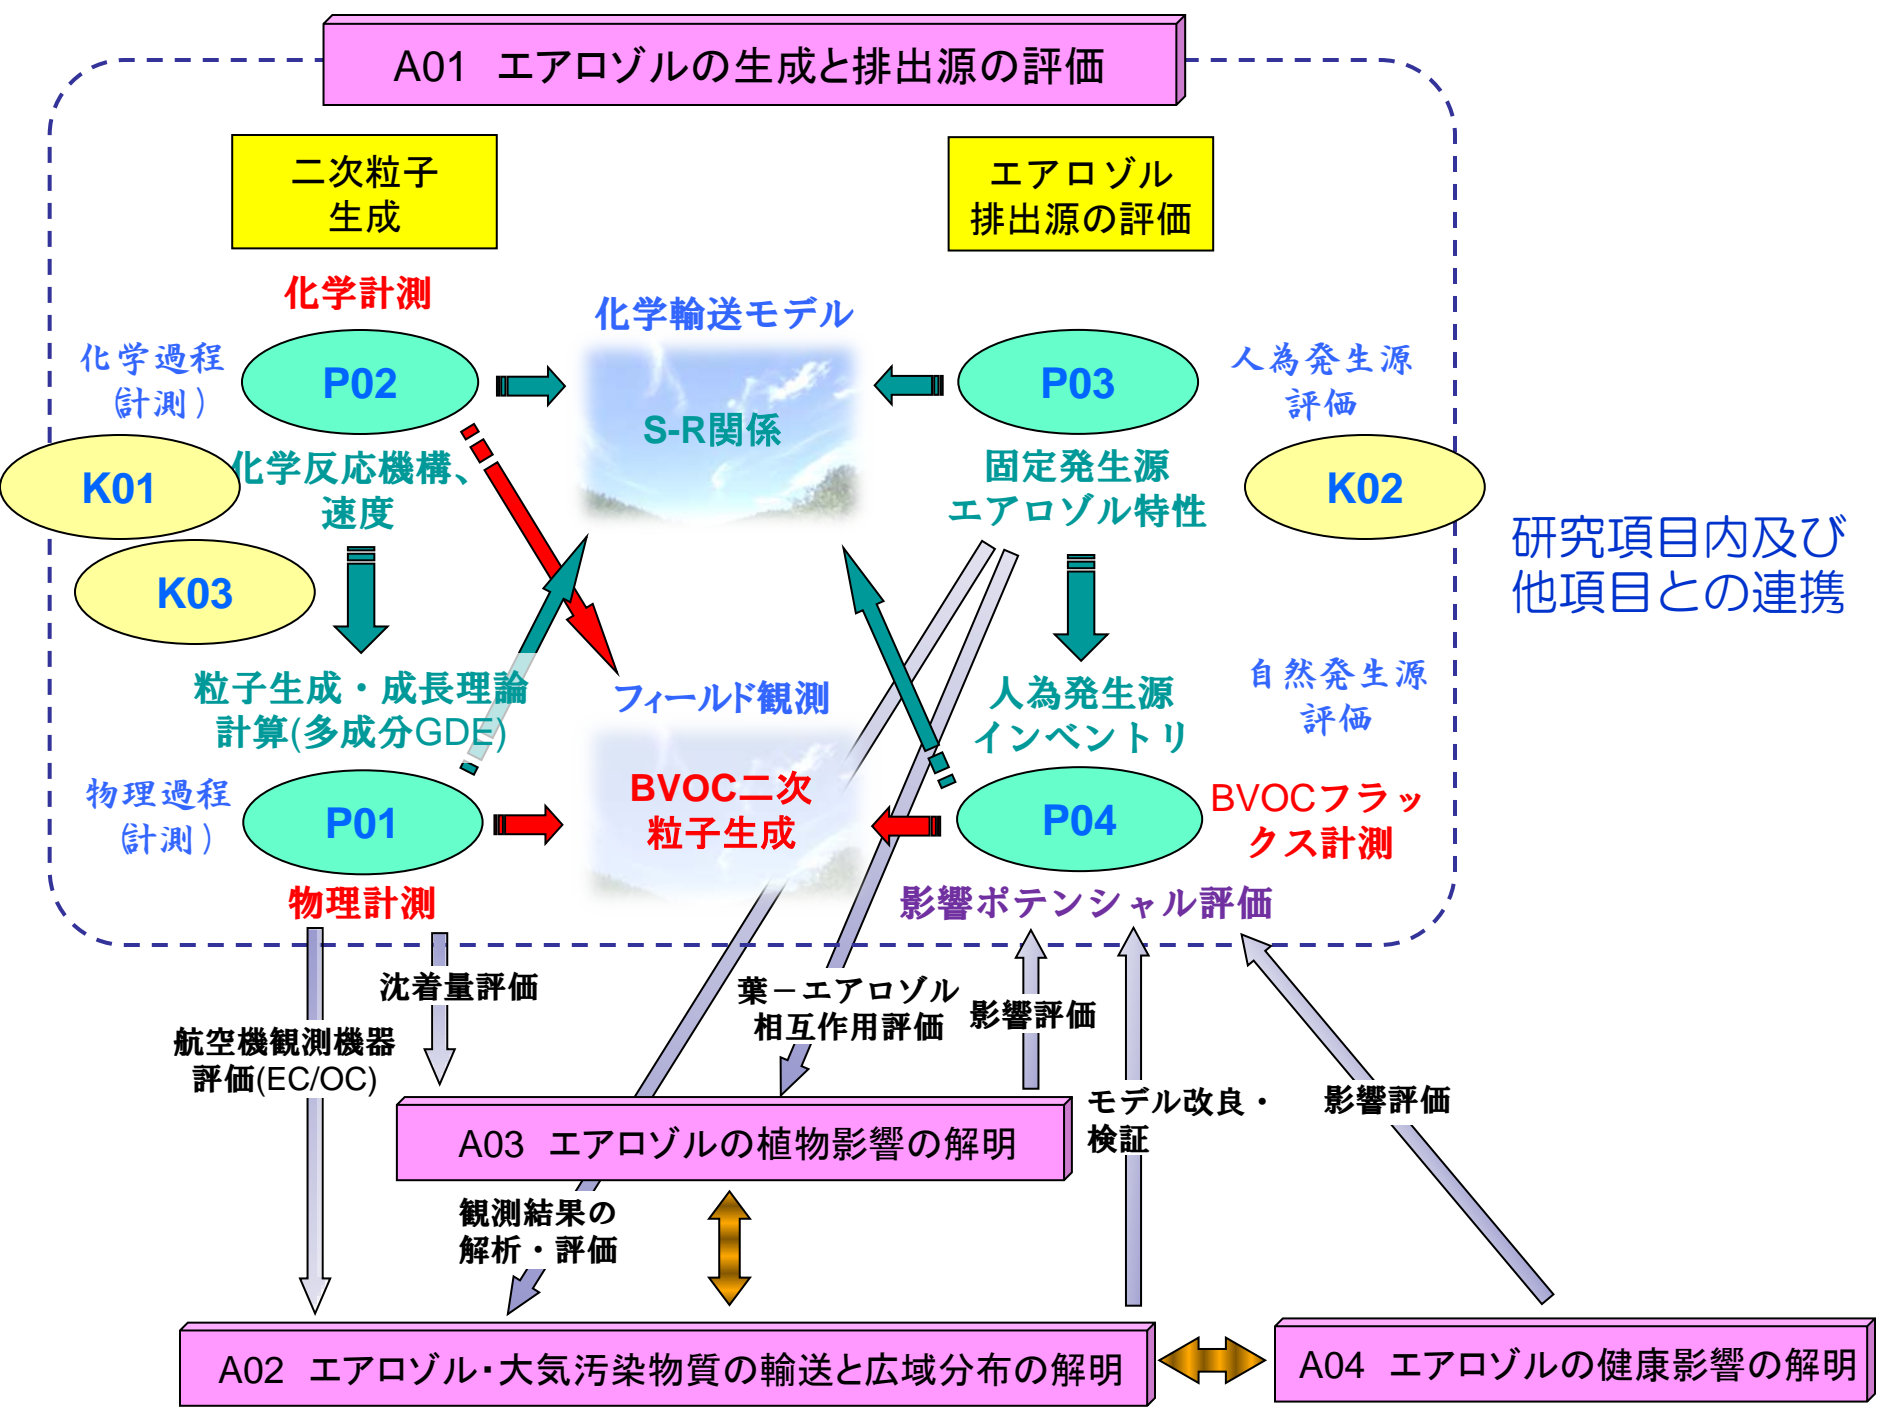 A01 エアロゾルの生成と排出源の評価
二次粒子
生成
エアロゾル
排出源の評価
化学計測
化学輸送モデル
化学過程
(計測)
P02
S-R関係
P03
人為発生源
評価
K01
化学反応機構、
速度
固定発生源
エアロゾル特性
K02
K03
研究項目内及び
他項目との連携
粒子生成・成長理論
計算(多成分GDE)
フィールド観測
人為発生源
インベントリ
自然発生源
評価
物理過程
(計測)
P01
BVOC二次
粒子生成
P04
BVOCフラッ
クス計測
物理計測
影響ポテンシャル評価
沈着量評価
航空機観測機器
評価(EC/OC)
葉－エアロゾル
相互作用評価
影響評価
モデル改良・
検証
影響評価
A03 エアロゾルの植物影響の解明
観測結果の
解析・評価
A02 エアロゾル・大気汚染物質の輸送と広域分布の解明
A04 エアロゾルの健康影響の解明